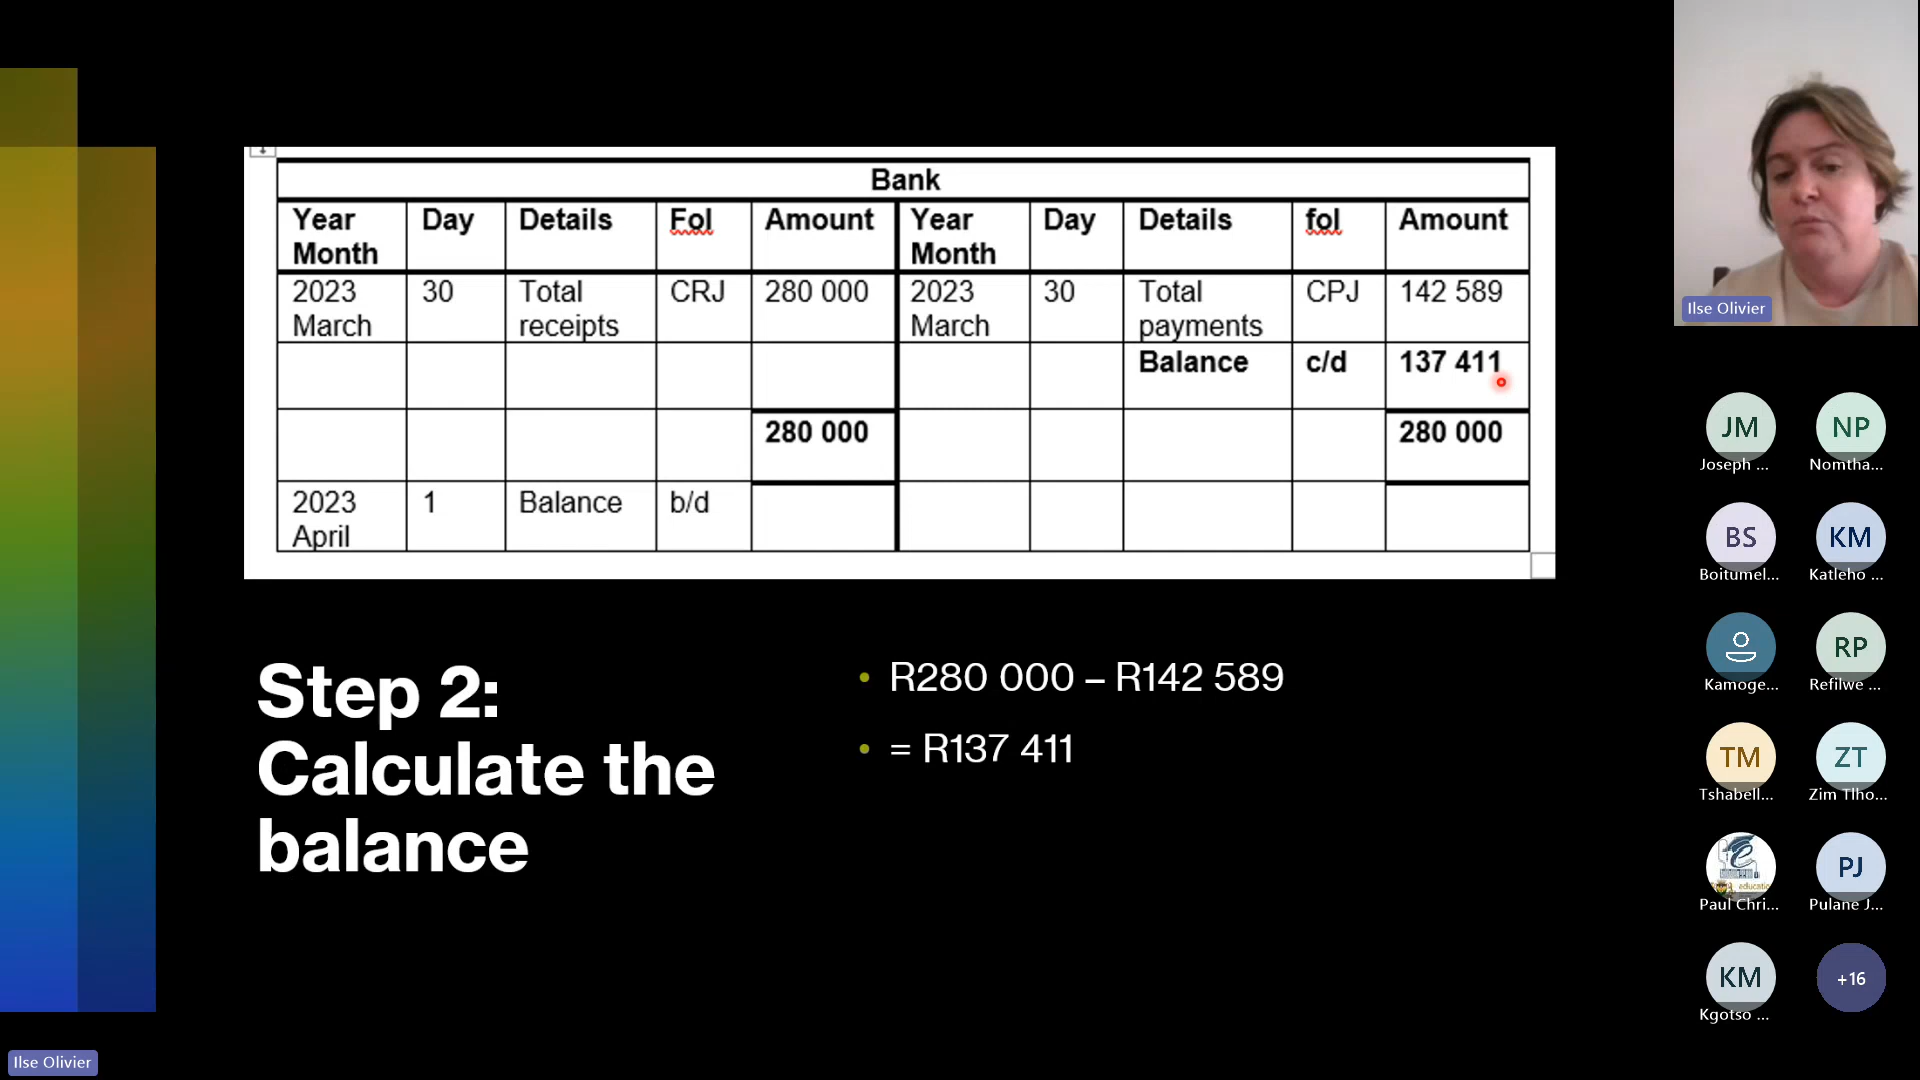 Bank
Year Month Day Details Fol Amount Year Month Day Details fol Amount
2023 March 30 Total receipts CRJ 280 000 2023 March 30 Total payments CPJ 142 589
Balance c/d 137 411
280 000 280 000
2023 April 1 Balance b/d
Step 2:
Calculate the
balance
• R280 000 – R142 589
• = R137 411
Ilse Olivier
JM NP
Joseph ... Nomtha...
BS KM
Boitumel... Katleho ...
RP
Kamoge... Refilwe ...
TM ZT
Tshabell... Zim Tlho...
PJ
Paul Chri... Pulane J...
KM +16
Kgotso ...
Ilse Olivier